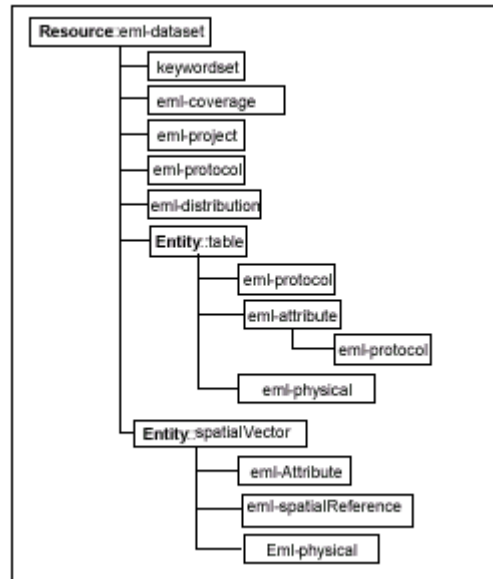 Resource::eml-dataset
keywordset
eml-coverage
eml-project
eml-protocol
eml-distribution
Entity::table
eml-protocol
eml-attribute
eml-protocol
eml-physical
Entity::spatialVector
eml-Attribute
eml-spatialReference
Eml-physical